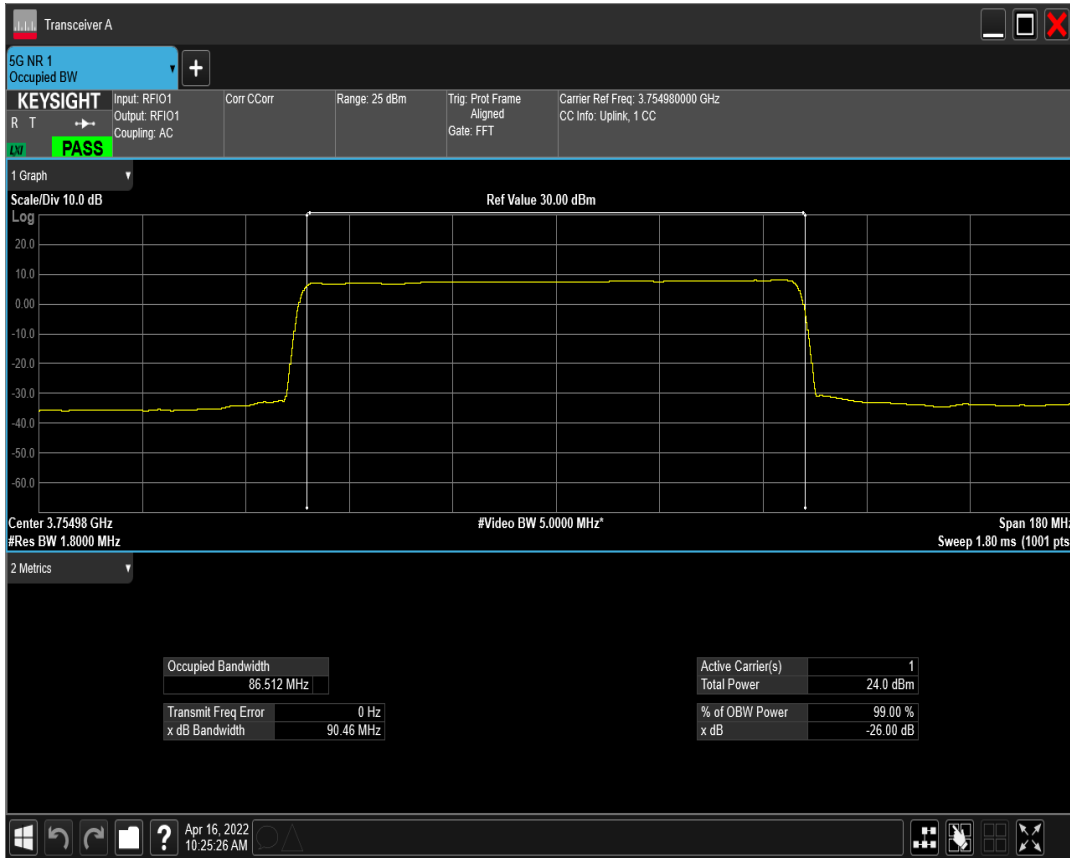 Transceiver A
5G NR 1
Occupied BW
KEYSIGHT
R T
LXI
PASS
Input: RFIO1
Output: RFIO1
Coupling: AC
Corr CCorr
Range: 25 dBm
Trig: Prot Frame
Aligned
Gate: FFT
Carrier Ref Freq: 3.754980000 GHz
CC Info: Uplink, 1 CC
1 Graph
Scale/Div 10.0 dB
Ref Value 30.00 dBm
Log
20.0
10.0
0.00
-10.0
-20.0
-30.0
-40.0
-50.0
-60.0
Center 3.75498 GHz
#Video BW 5.0000 MHz*
Span 180 MHz
#Res BW 1.8000 MHz
Sweep 1.80 ms (1001 pts
2 Metrics
Occupied Bandwidth
86.512 MHz
Transmit Freq Error 0 Hz
x dB Bandwidth 90.46 MHz
Active Carrier(s) 1
Total Power 24.0 dBm
% of OBW Power 99.00 %
x dB -26.00 dB
?
Apr 16, 2022
10:25:26 AM